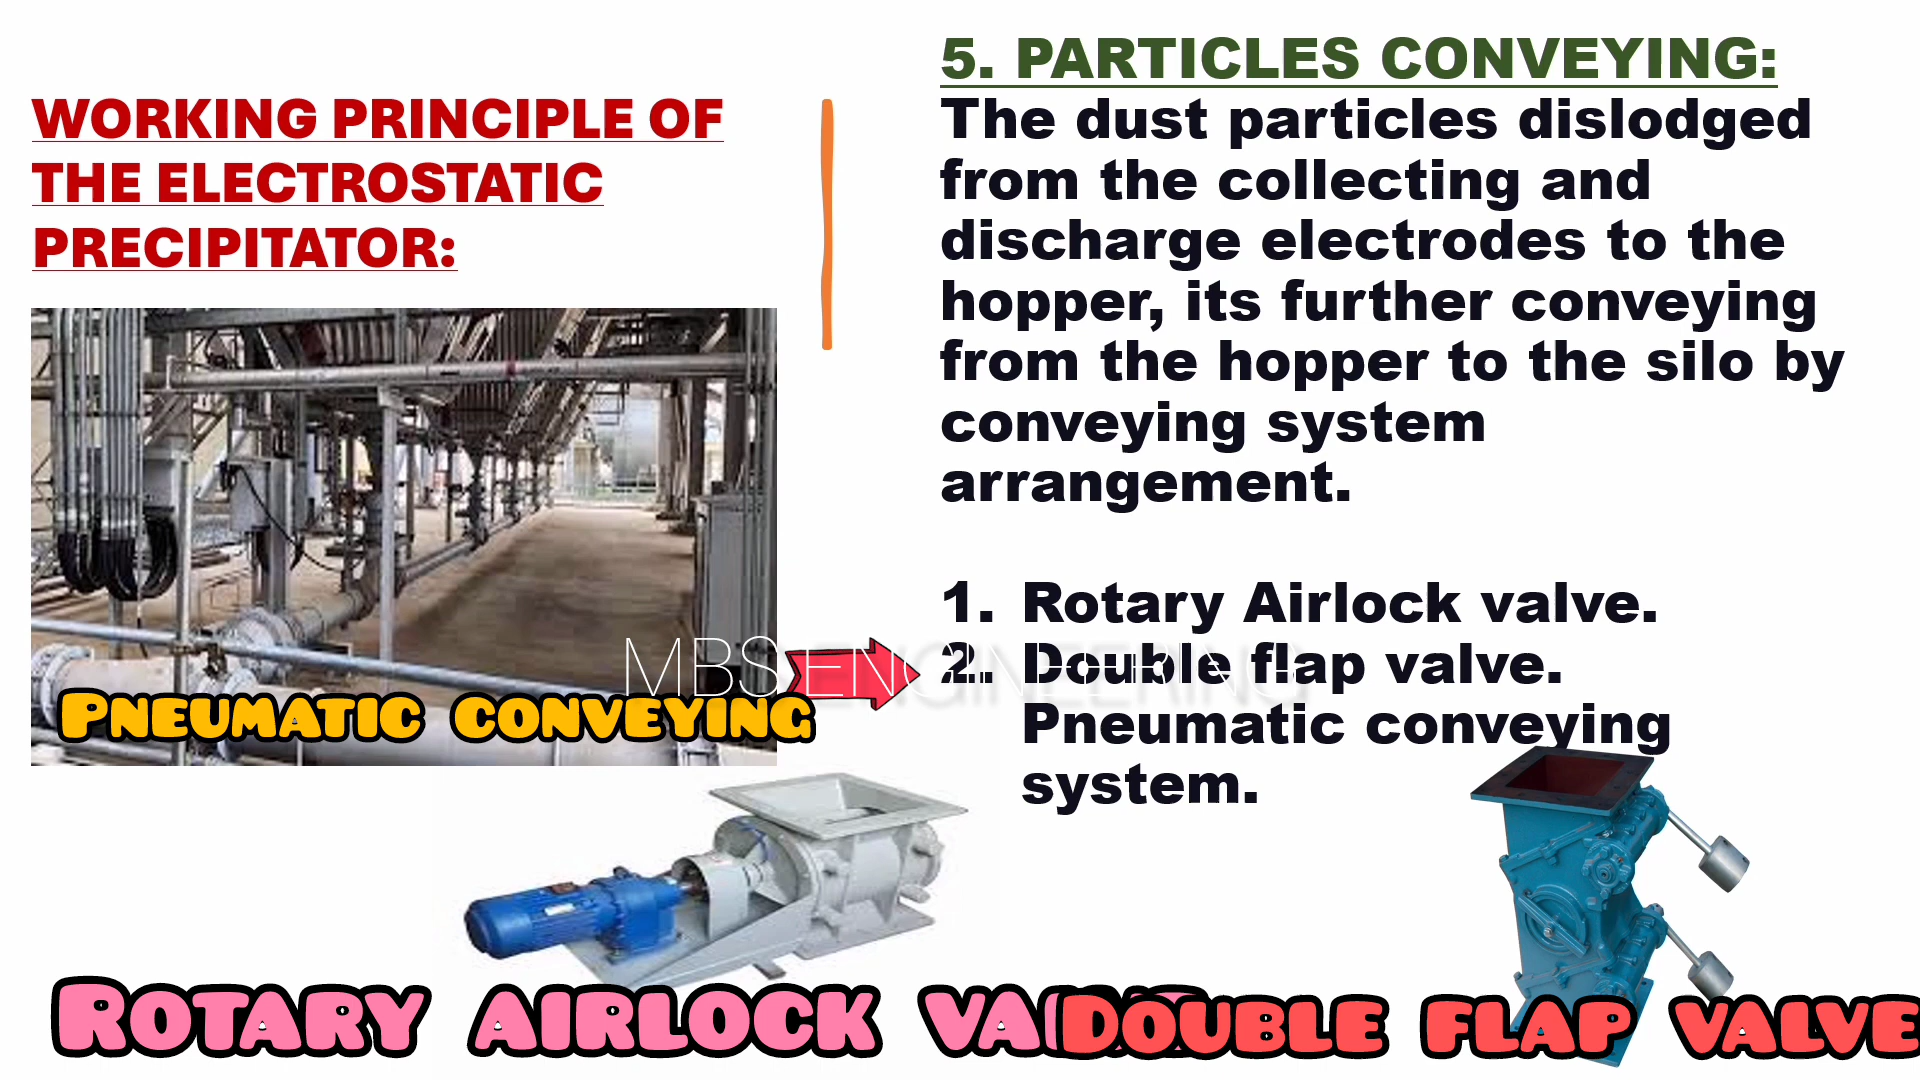 WORKING PRINCIPLE OF
THE ELECTROSTATIC
PRECIPITATOR:
5. PARTICLES CONVEYING:
The dust particles dislodged
from the collecting and
discharge electrodes to the
hopper, its further conveying
from the hopper to the silo by
conveying system
arrangement.
1. Rotary Airlock valve.
2. Double flap valve.
Pneumatic conveying
system.
MBS ENGINEERING
PNEUMATIC CONVEYING
ROTARY AIRLOCK
DOUBLE FLAP VALVE